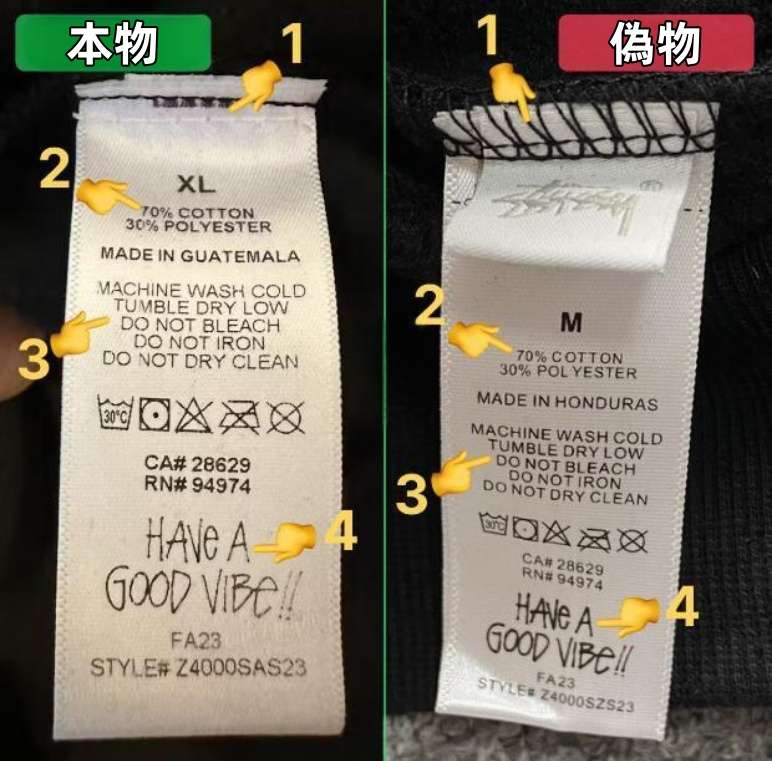 本物
1
2
XL
70% COTTON
30% POLYESTER
MADE IN GUATEMALA
MACHINE WASH COLD
TUMBLE DRY LOW
DO NOT BLEACH
DO NOT IRON
DO NOT DRY CLEAN
3
30°C
CA# 28629
RN# 94974
HAVE A
GOOD VIBE!!
4
FA23
STYLE# Z4000SAS23
偽物
1
2
M
70% COTTON
30% POLYESTER
MADE IN HONDURAS
MACHINE WASH COLD
TUMBLE DRY LOW
DO NOT BLEACH
DO NOT IRON
DO NOT DRY CLEAN
3
30°C
CA# 28629
RN# 94974
HAVE A
GOOD VIBE!!
4
FA23
STYLE# Z4000SZS23